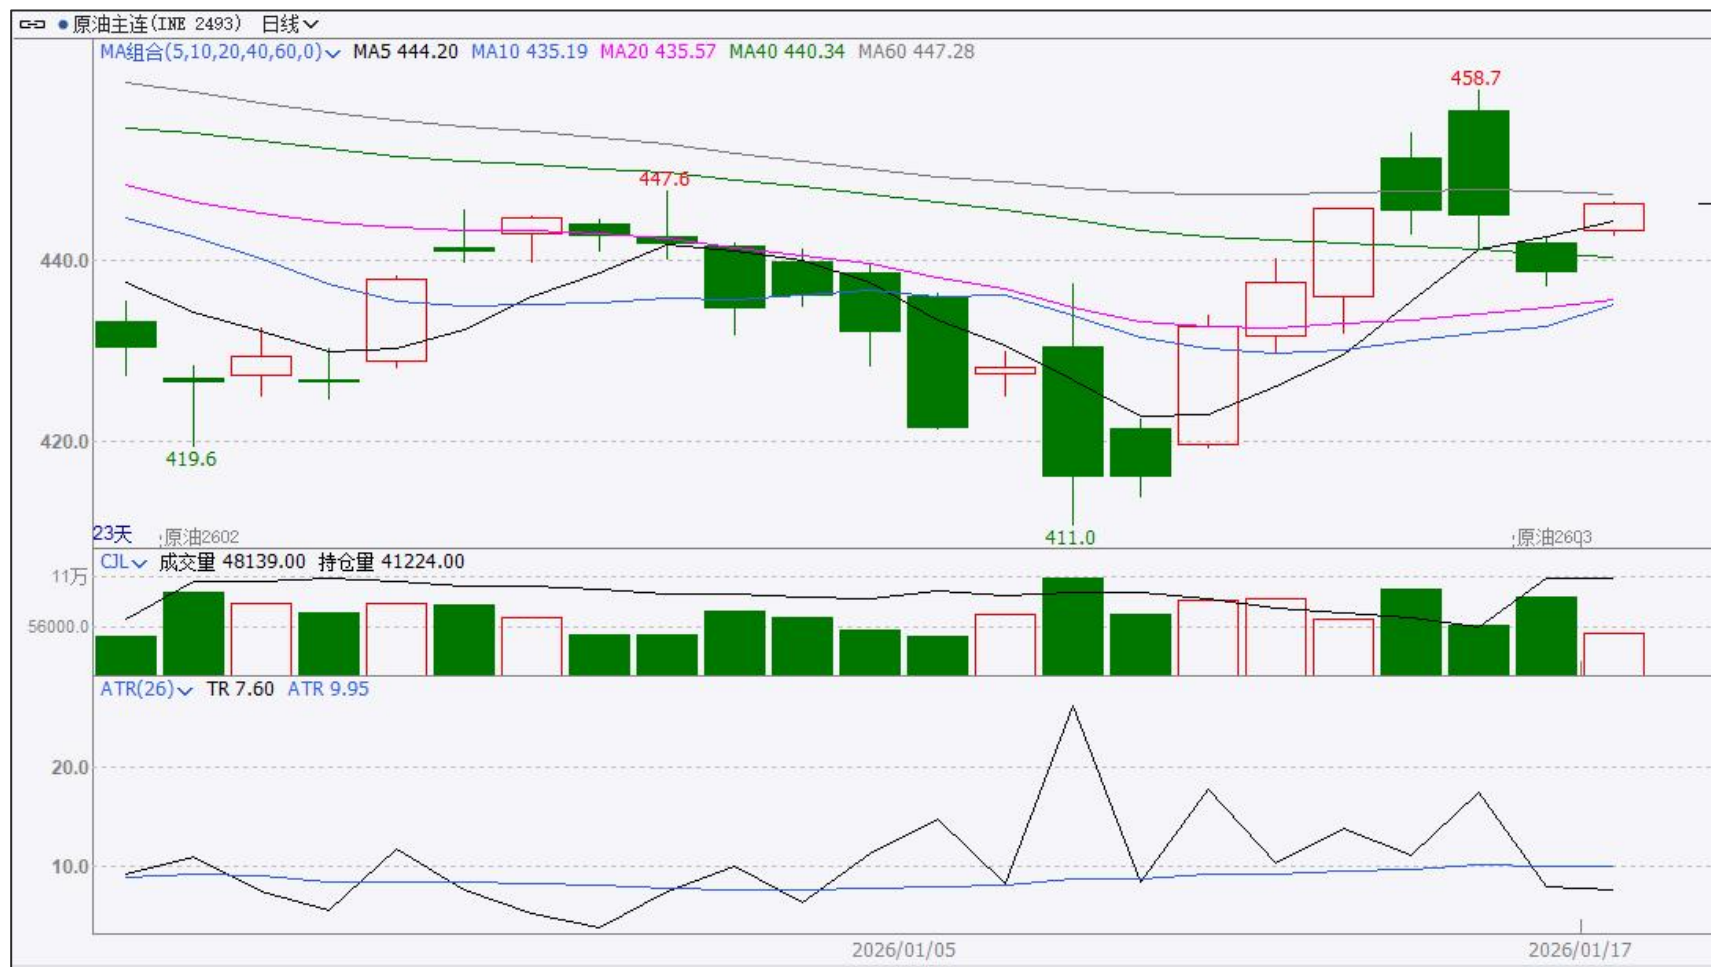 原油主连(INE 2493) 日线
MA组合(5,10,20,40,60,0) MA5 444.20 MA10 435.19 MA20 435.57 MA40 440.34 MA60 447.28
458.7
447.6
440.0
420.0
419.6
411.0
23天 原油2602 原油2603
CJL 成交量 48139.00 持仓量 41224.00
11万
56000.0
ATR(26) TR 7.60 ATR 9.95
20.0
10.0
2026/01/05 2026/01/17